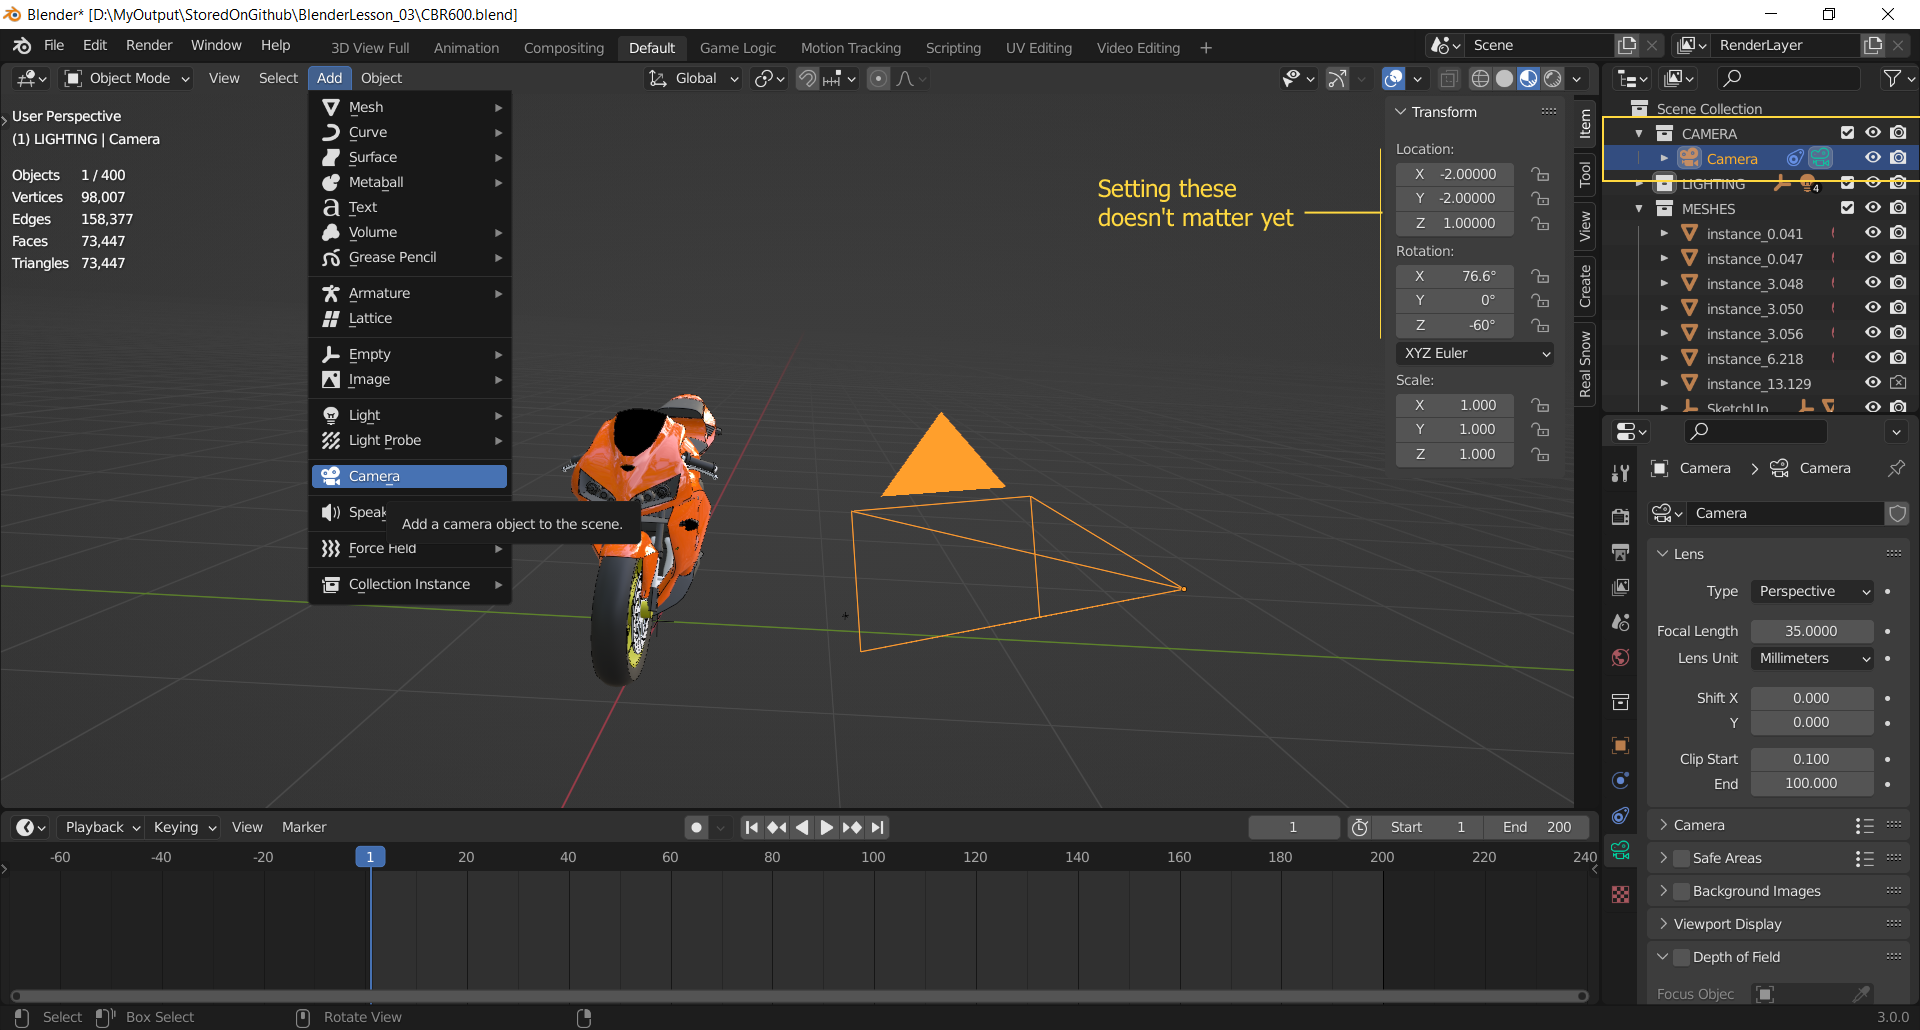 Blender* [D:\MyOutput\StoredOnGithub\BlenderLesson_03\CBR600.blend]
File Edit Render Window Help
3D View Full Animation Compositing Default Game Logic Motion Tracking Scripting UV Editing Video Editing +
Scene
RenderLayer
Object Mode View Select Add Object
Global
User Perspective
(1) LIGHTING | Camera
Objects 1 / 400
Vertices 98,007
Edges 158,377
Faces 73,447
Triangles 73,447
Mesh
Curve
Surface
Metaball
Text
Volume
Grease Pencil
Armature
Lattice
Empty
Image
Light
Light Probe
Camera
Speak
Add a camera object to the scene.
Force Field
Collection Instance
Setting these
doesn't matter yet
Transform
Location:
X -2.00000
Y -2.00000
Z 1.00000
Rotation:
X 76.6°
Y 0°
Z -60°
XYZ Euler
Scale:
X 1.000
Y 1.000
Z 1.000
Item
Tool
View
Create
Real Snow
Scene Collection
CAMERA
Camera
LIGHTING 4
MESHES
instance_0.041
instance_0.047
instance_3.048
instance_3.050
instance_3.056
instance_6.218
instance_13.129
SketchUp
Camera > Camera
Camera
Lens
Type Perspective
Focal Length 35.0000
Lens Unit Millimeters
Shift X 0.000
Y 0.000
Clip Start 0.100
End 100.000
Camera
Safe Areas
Background Images
Viewport Display
Depth of Field
Focus Objec
Playback Keying View Marker
1 Start 1 End 200
-60 -40 -20 1 20 40 60 80 100 120 140 160 180 200 220 240
Select Box Select Rotate View 3.0.0